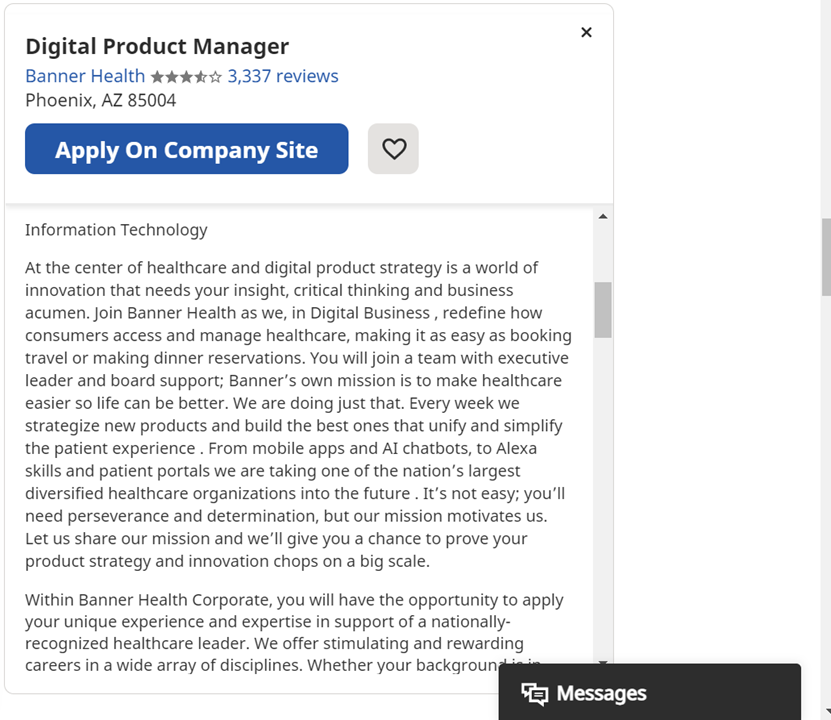 Digital Product Manager
Banner Health 3,337 reviews
Phoenix, AZ 85004
Apply On Company Site
Information Technology
At the center of healthcare and digital product strategy is a world of
innovation that needs your insight, critical thinking and business
acumen. Join Banner Health as we, in Digital Business , redefine how
consumers access and manage healthcare, making it as easy as booking
travel or making dinner reservations. You will join a team with executive
leader and board support; Banner’s own mission is to make healthcare
easier so life can be better. We are doing just that. Every week we
strategize new products and build the best ones that unify and simplify
the patient experience . From mobile apps and AI chatbots, to Alexa
skills and patient portals we are taking one of the nation’s largest
diversified healthcare organizations into the future . It’s not easy; you’ll
need perseverance and determination, but our mission motivates us.
Let us share our mission and we’ll give you a chance to prove your
product strategy and innovation chops on a big scale.
Within Banner Health Corporate, you will have the opportunity to apply
your unique experience and expertise in support of a nationally-
recognized healthcare leader. We offer stimulating and rewarding
careers in a wide array of disciplines. Whether your background is in
Messages